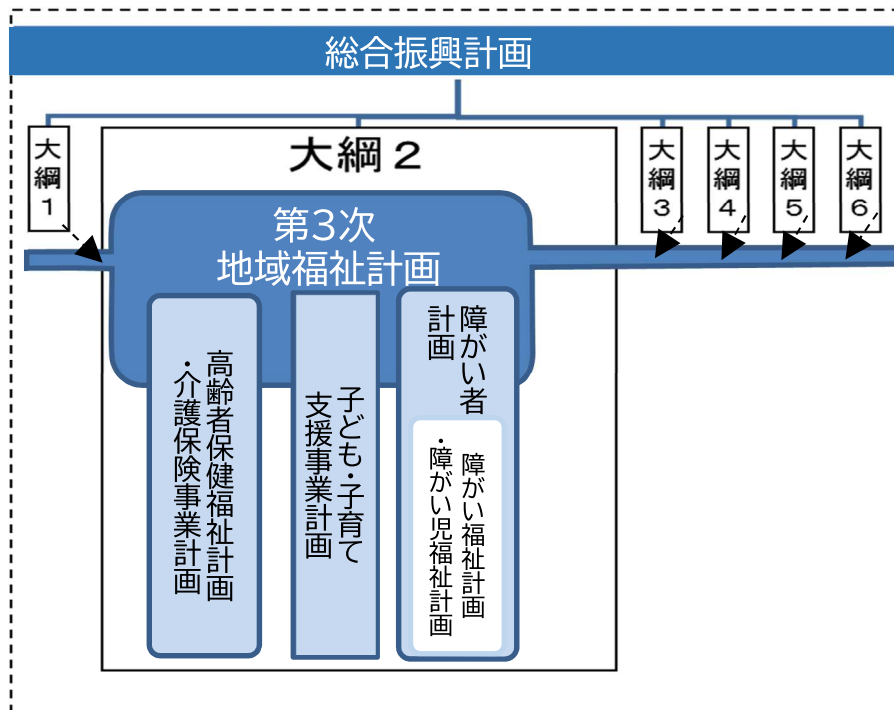 総合振興計画
大綱1
大綱2
大綱3
大綱4
大綱5
大綱6
第3次
地域福祉計画
高齢者保健福祉計画
・介護保険事業計画
子ども・子育て
支援事業計画
障がい者
計画
障がい福祉計画
・障がい児福祉計画